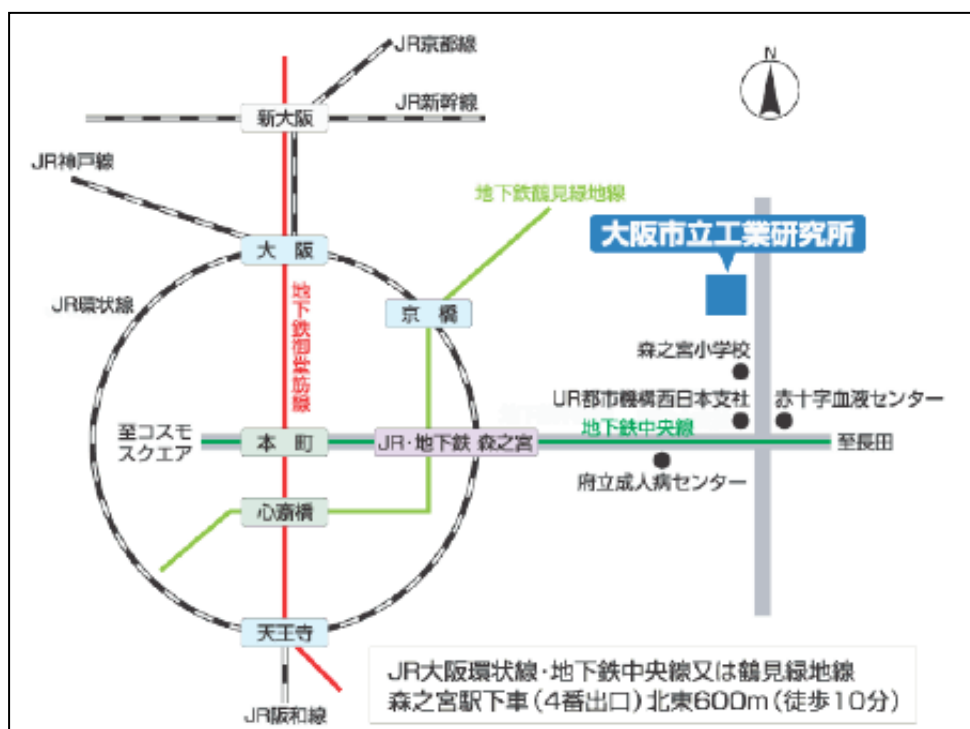 JR京都線
N
JR新幹線
新大阪
JR神戸線
地下鉄鶴見緑地線
大阪市立工業研究所
大 阪
JR環状線
地下鉄御堂筋線
京 橋
森之宮小学校
UR都市機構西日本支社
赤十字血液センター
地下鉄中央線
至コスモ
スクエア
本 町
JR・地下鉄 森之宮
至長田
府立成人病センター
心斎橋
天王寺
JR阪和線
JR大阪環状線・地下鉄中央線又は鶴見緑地線
森之宮駅下車(4番出口)北東600m(徒歩10分)